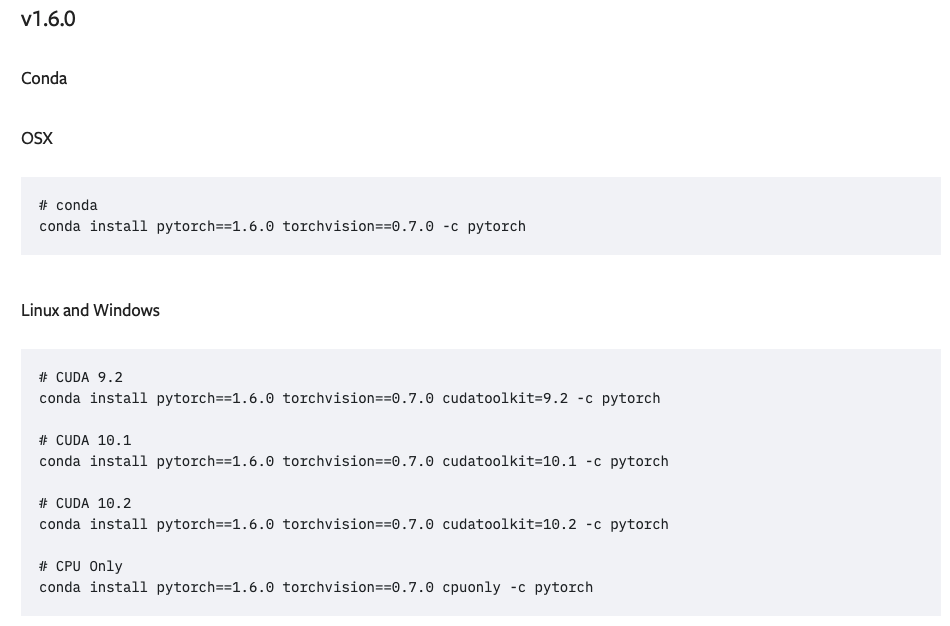 v1.6.0
Conda
OSX
# conda
conda install pytorch==1.6.0 torchvision==0.7.0 -c pytorch
Linux and Windows
# CUDA 9.2
conda install pytorch==1.6.0 torchvision==0.7.0 cudatoolkit=9.2 -c pytorch
# CUDA 10.1
conda install pytorch==1.6.0 torchvision==0.7.0 cudatoolkit=10.1 -c pytorch
# CUDA 10.2
conda install pytorch==1.6.0 torchvision==0.7.0 cudatoolkit=10.2 -c pytorch
# CPU Only
conda install pytorch==1.6.0 torchvision==0.7.0 cpuonly -c pytorch